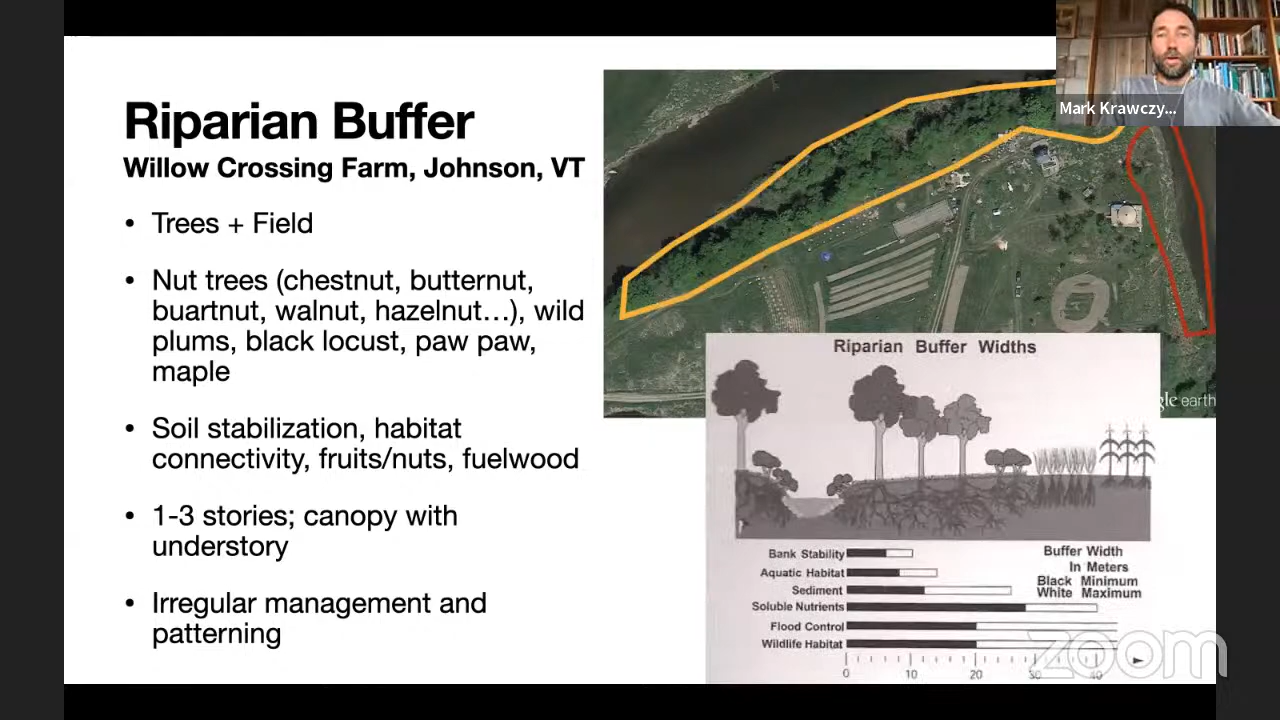 Riparian Buffer
Willow Crossing Farm, Johnson, VT
• Trees + Field
• Nut trees (chestnut, butternut,
buartnut, walnut, hazelnut…), wild
plums, black locust, paw paw,
maple
• Soil stabilization, habitat
connectivity, fruits/nuts, fuelwood
• 1-3 stories; canopy with
understory
• Irregular management and
patterning
Mark Krawczy...
earth
Riparian Buffer Widths
Bank Stability
Aquatic Habitat
Sediment
Soluble Nutrients
Flood Control
Wildlife Habitat
Buffer Width
In Meters
Black Minimum
White Maximum
0 10 20 30 40
zoom